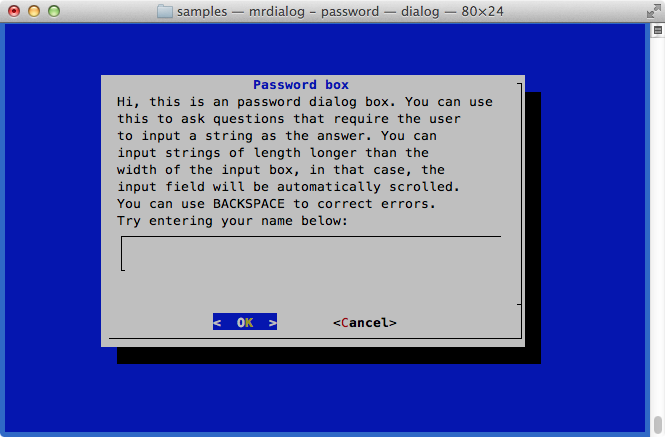 samples — mrdialog – password — dialog — 80×24
Password box
Hi, this is an password dialog box. You can use
this to ask questions that require the user
to input a string as the answer. You can
input strings of length longer than the
width of the input box, in that case, the
input field will be automatically scrolled.
You can use BACKSPACE to correct errors.
Try entering your name below:
< OK > <Cancel>